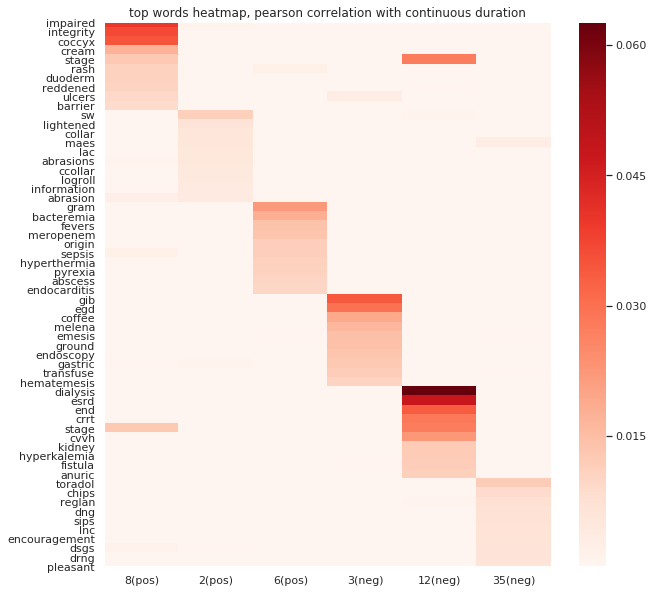 top words heatmap, pearson correlation with continuous duration
impaired
integrity
coccyx
cream
stage
rash
duoderm
reddened
ulcers
barrier
sw
lightened
collar
maes
lac
abrasions
ccollar
logroll
information
abrasion
gram
bacteremia
fevers
meropenem
origin
sepsis
hyperthermia
pyrexia
abscess
endocarditis
gib
egd
coffee
melena
emesis
ground
endoscopy
gastric
transfuse
hematemesis
dialysis
esrd
end
crrt
stage
cvvh
kidney
hyperkalemia
fistula
anuric
toradol
chips
reglan
dng
sips
lnc
encouragement
dsgs
drng
pleasant
8(pos) 2(pos) 6(pos) 3(neg) 12(neg) 35(neg)
0.060
0.045
0.030
0.015